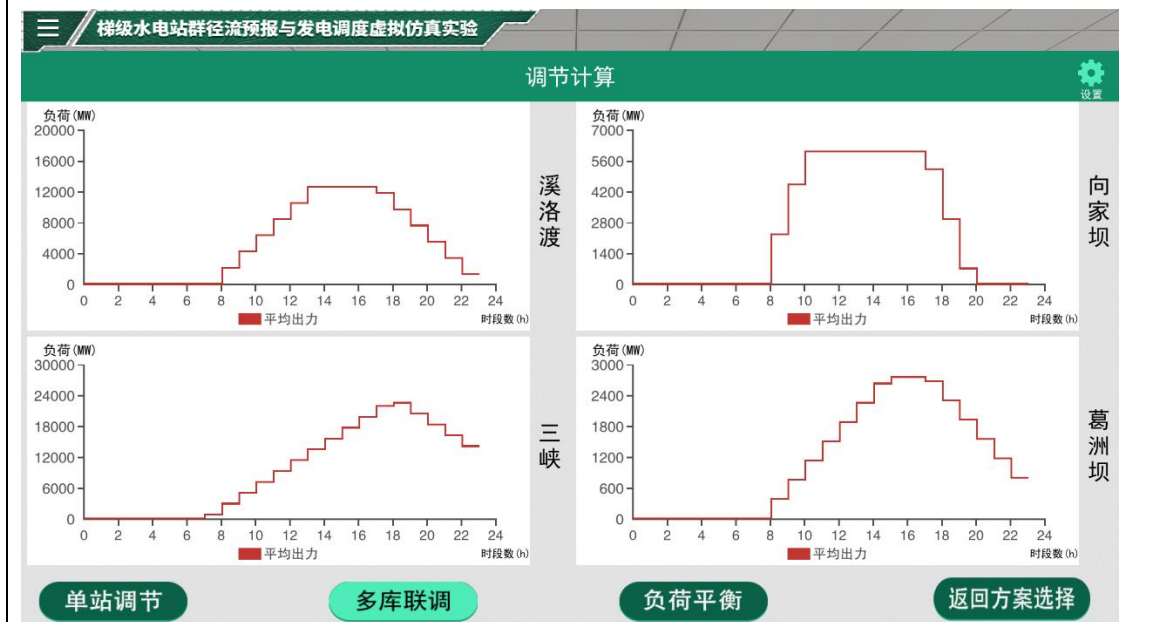 梯级水电站群径流预报与发电调度虚拟仿真实验
调节计算
设置
负荷(MW)
20000
16000
12000
8000
4000
0
0 2 4 6 8 10 12 14 16 18 20 22 24
平均出力
时段数(h)
溪洛渡
负荷(MW)
7000
5600
4200
2800
1400
0
0 2 4 6 8 10 12 14 16 18 20 22 24
平均出力
时段数(h)
向家坝
负荷(MW)
30000
24000
18000
12000
6000
0
0 2 4 6 8 10 12 14 16 18 20 22 24
平均出力
时段数(h)
三峡
负荷(MW)
3000
2400
1800
1200
600
0
0 2 4 6 8 10 12 14 16 18 20 22 24
平均出力
时段数(h)
葛洲坝
单站调节
多库联调
负荷平衡
返回方案选择